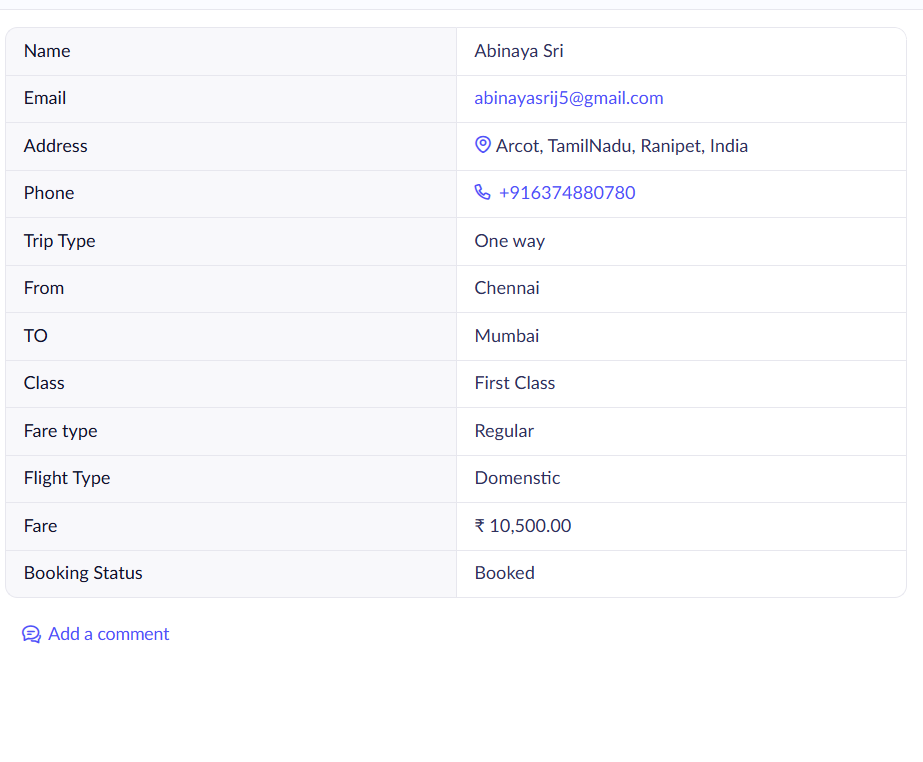 Name Abinaya Sri
Email abinayasrij5@gmail.com
Address Arcot, TamilNadu, Ranipet, India
Phone +916374880780
Trip Type One way
From Chennai
TO Mumbai
Class First Class
Fare type Regular
Flight Type Domenstic
Fare ₹ 10,500.00
Booking Status Booked
Add a comment